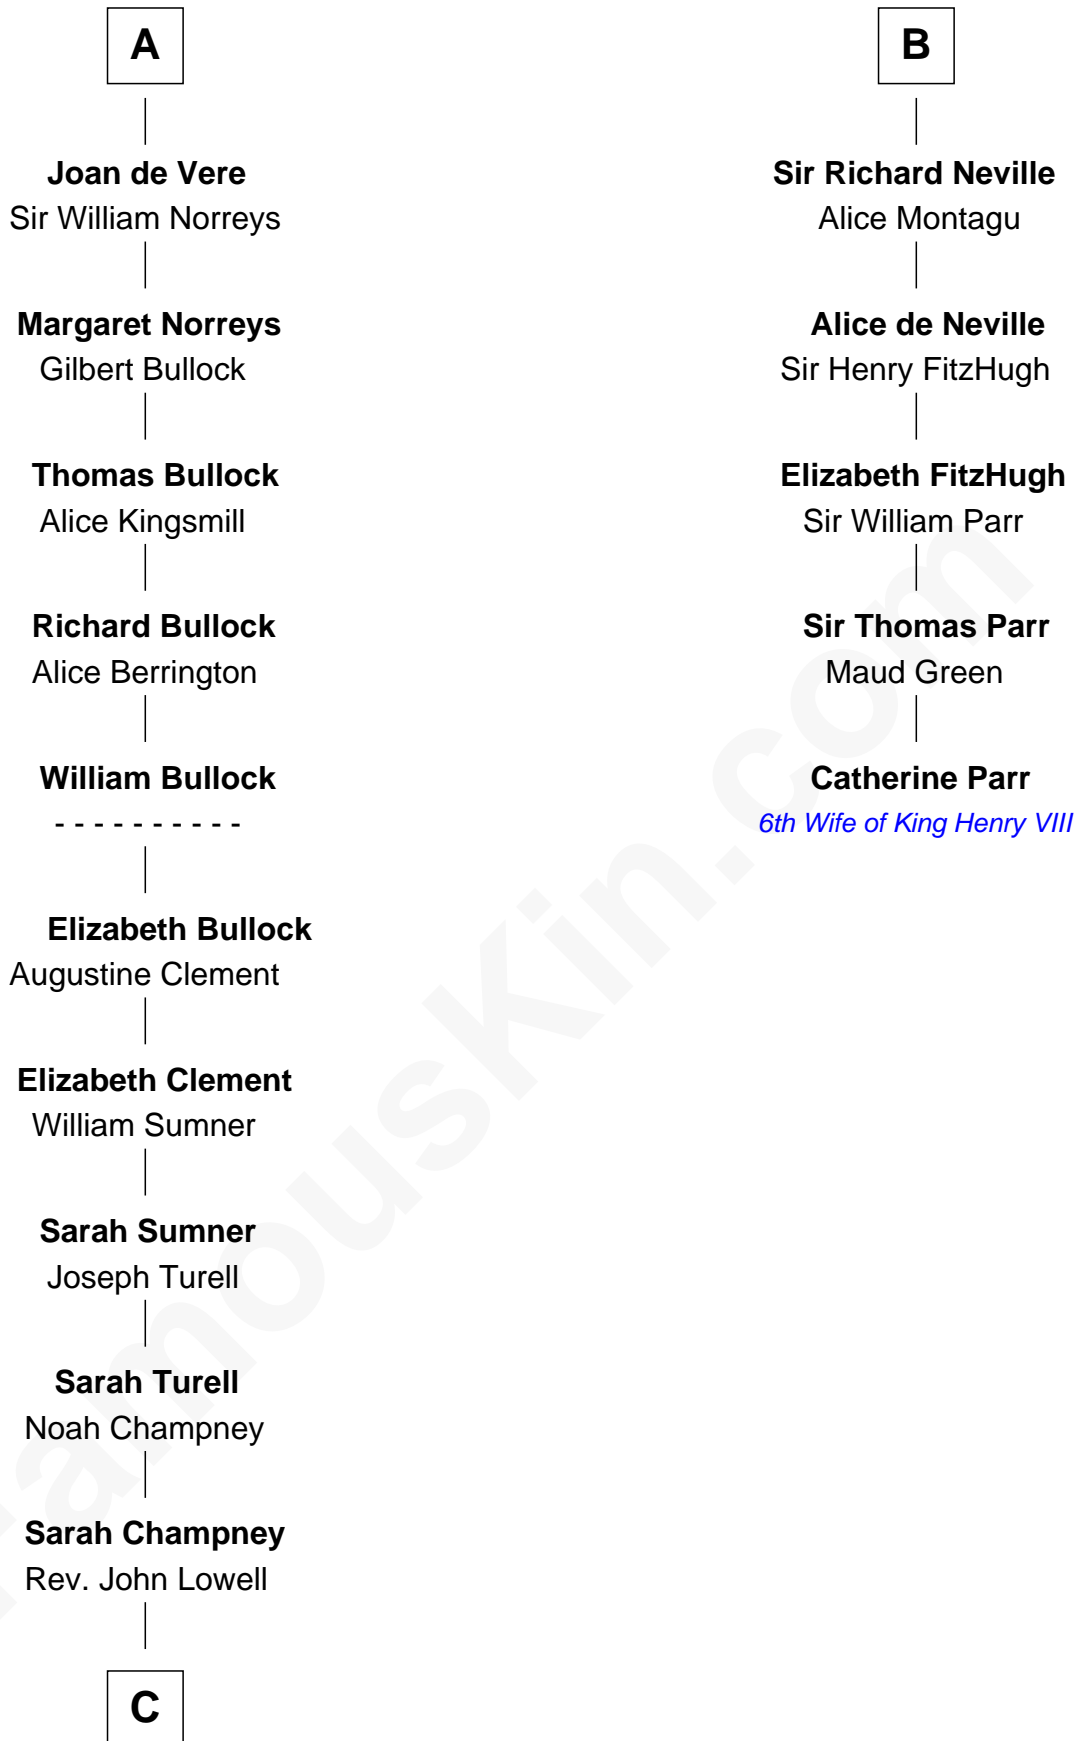 A
Joan de Vere
Sir William Norreys
Margaret Norreys
Gilbert Bullock
Thomas Bullock
Alice Kingsmill
Richard Bullock
Alice Berrington
William Bullock
- - - - - - - - - -
Elizabeth Bullock
Augustine Clement
Elizabeth Clement
William Sumner
Sarah Sumner
Joseph Turell
Sarah Turell
Noah Champney
Sarah Champney
Rev. John Lowell
C
B
Sir Richard Neville
Alice Montagu
Alice de Neville
Sir Henry FitzHugh
Elizabeth FitzHugh
Sir William Parr
Sir Thomas Parr
Maud Green
Catherine Parr
6th Wife of King Henry VIII
FamousKin.com